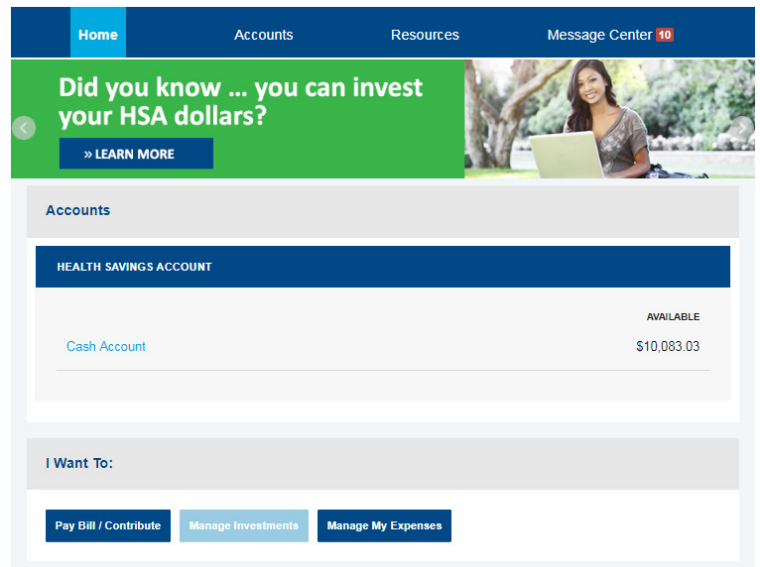 Home Accounts Resources Message Center 10
Did you know ... you can invest
your HSA dollars?
» LEARN MORE
Accounts
HEALTH SAVINGS ACCOUNT
AVAILABLE
Cash Account $10,083.03
I Want To:
Pay Bill / Contribute Manage Investments Manage My Expenses